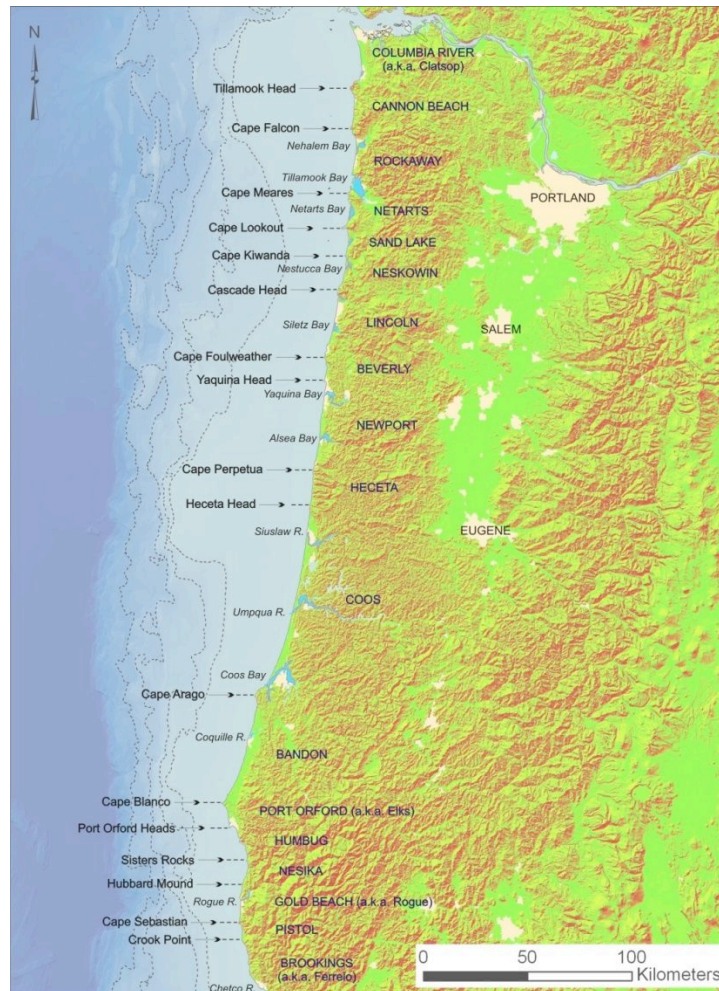 N
COLUMBIA RIVER
(a.k.a. Clatsop)
Tillamook Head
CANNON BEACH
Cape Falcon
Nehalem Bay
ROCKAWAY
Tillamook Bay
Cape Meares
PORTLAND
Netarts Bay
NETARTS
Cape Lookout
SAND LAKE
Cape Kiwanda
Nestucca Bay
NESKOWIN
Cascade Head
Siletz Bay
LINCOLN
SALEM
Cape Foulweather
BEVERLY
Yaquina Head
Yaquina Bay
NEWPORT
Alsea Bay
Cape Perpetua
HECETA
Heceta Head
Siuslaw R.
EUGENE
COOS
Umpqua R.
Coos Bay
Cape Arago
Coquille R.
BANDON
Cape Blanco
PORT ORFORD (a.k.a. Elks)
Port Orford Heads
HUMBUG
Sisters Rocks
NESIKA
Hubbard Mound
Rogue R.
GOLD BEACH (a.k.a. Rogue)
Cape Sebastian
PISTOL
Crook Point
BROOKINGS
(a.k.a. Ferrelo)
Chetco R.
0 50 100
Kilometers